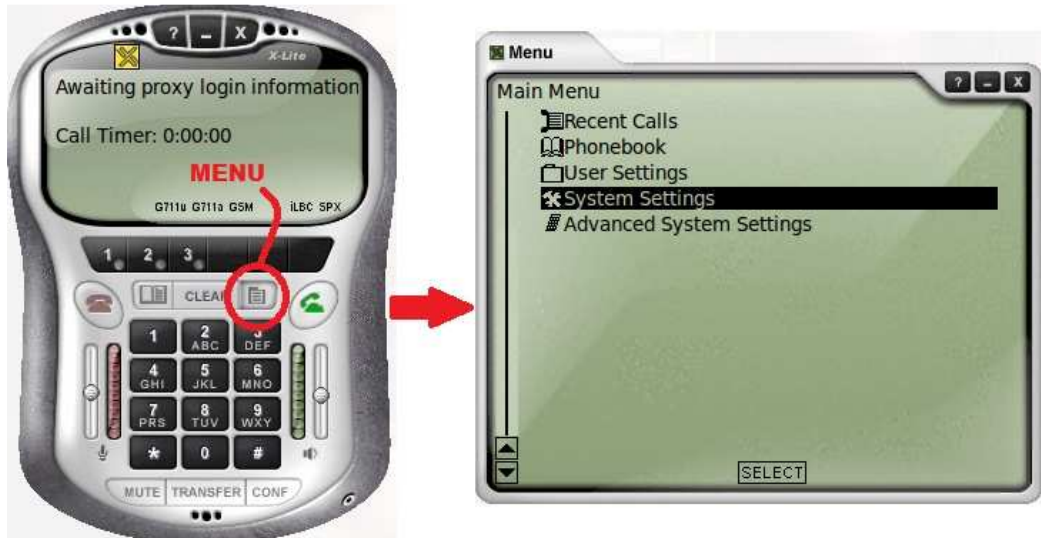 ? – X
X-Lite
Awaiting proxy login information
Call Timer: 0:00:00
MENU
G711u G711a GSM iLBC SPX
1 2 3
CLEAR
1 2 ABC 3 DEF
4 GHI 5 JKL 6 MNO
7 PRS 8 TUV 9 WXY
* 0 #
MUTE TRANSFER CONF
Menu
? – X
Main Menu
Recent Calls
Phonebook
User Settings
System Settings
Advanced System Settings
SELECT